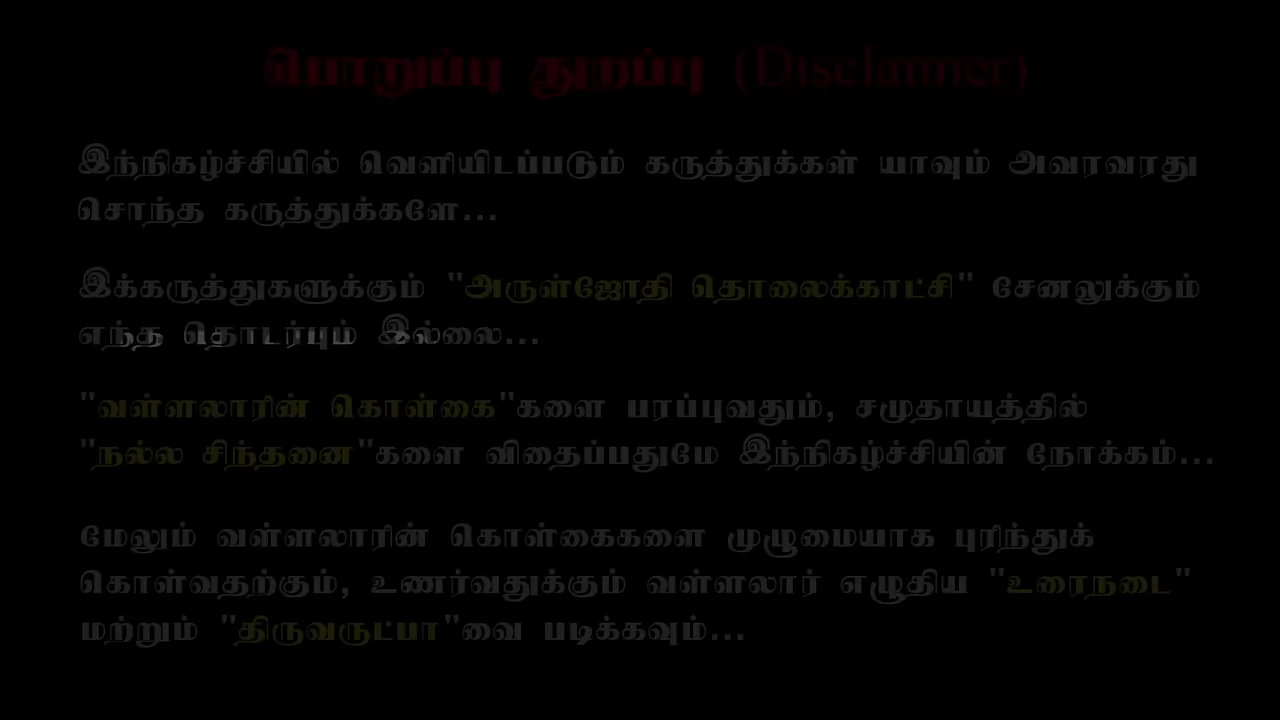 பொறுப்பு துறப்பு (Disclaimer)
இந்நிகழ்ச்சியில் வெளியிடப்படும் கருத்துக்கள் யாவும் அவரவரது
சொந்த கருத்துக்களே...
இக்கருத்துகளுக்கும் "அருள்ஜோதி தொலைக்காட்சி" சேனலுக்கும்
எந்த தொடர்பும் இல்லை...
"வள்ளலாரின் கொள்கை"களை பரப்புவதும், சமுதாயத்தில்
"நல்ல சிந்தனை"களை விதைப்பதுமே இந்நிகழ்ச்சியின் நோக்கம்...
மேலும் வள்ளலாரின் கொள்கைகளை முழுமையாக புரிந்துக்
கொள்வதற்கும், உணர்வதுக்கும் வள்ளலார் எழுதிய "உரைநடை"
மற்றும் "திருவருட்பா"வை படிக்கவும்...